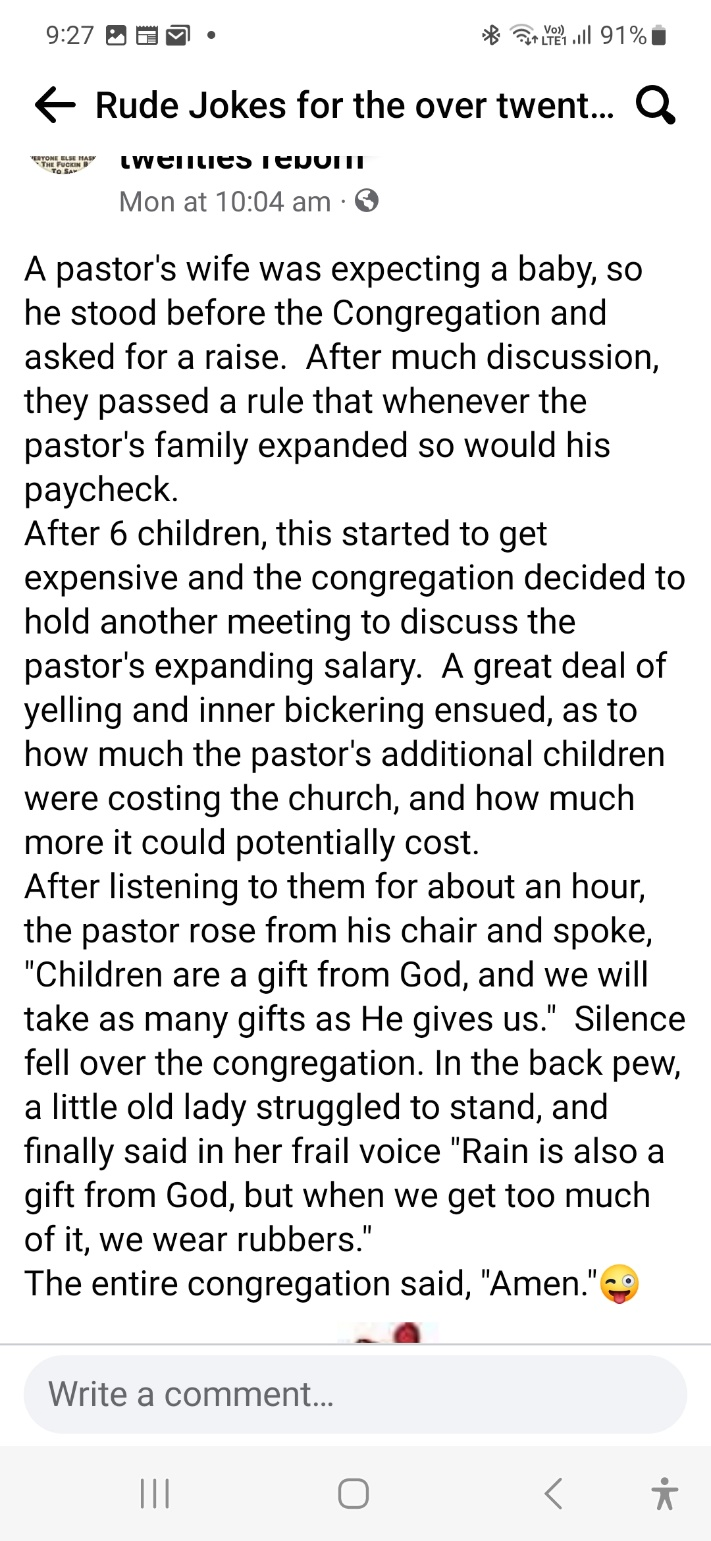 9:27
Vo))
LTE1
91%
Rude Jokes for the over twent...
ERYONE ELSE HAS
THE FUCKIN B
To Say
twenties reborn
Mon at 10:04 am ·
A pastor's wife was expecting a baby, so
he stood before the Congregation and
asked for a raise.  After much discussion,
they passed a rule that whenever the
pastor's family expanded so would his
paycheck.
After 6 children, this started to get
expensive and the congregation decided to
hold another meeting to discuss the
pastor's expanding salary.  A great deal of
yelling and inner bickering ensued, as to
how much the pastor's additional children
were costing the church, and how much
more it could potentially cost.
After listening to them for about an hour,
the pastor rose from his chair and spoke,
"Children are a gift from God, and we will
take as many gifts as He gives us."  Silence
fell over the congregation. In the back pew,
a little old lady struggled to stand, and
finally said in her frail voice "Rain is also a
gift from God, but when we get too much
of it, we wear rubbers."
The entire congregation said, "Amen."😜
Write a comment...